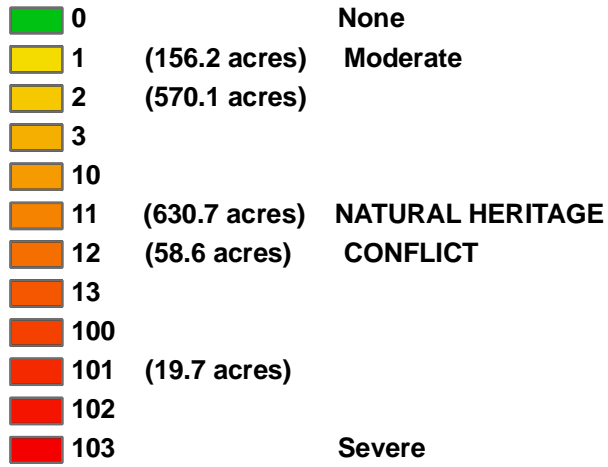 0 None
1 (156.2 acres) Moderate
2 (570.1 acres)
3
10
11 (630.7 acres) NATURAL HERITAGE
12 (58.6 acres) CONFLICT
13
100
101 (19.7 acres)
102
103 Severe